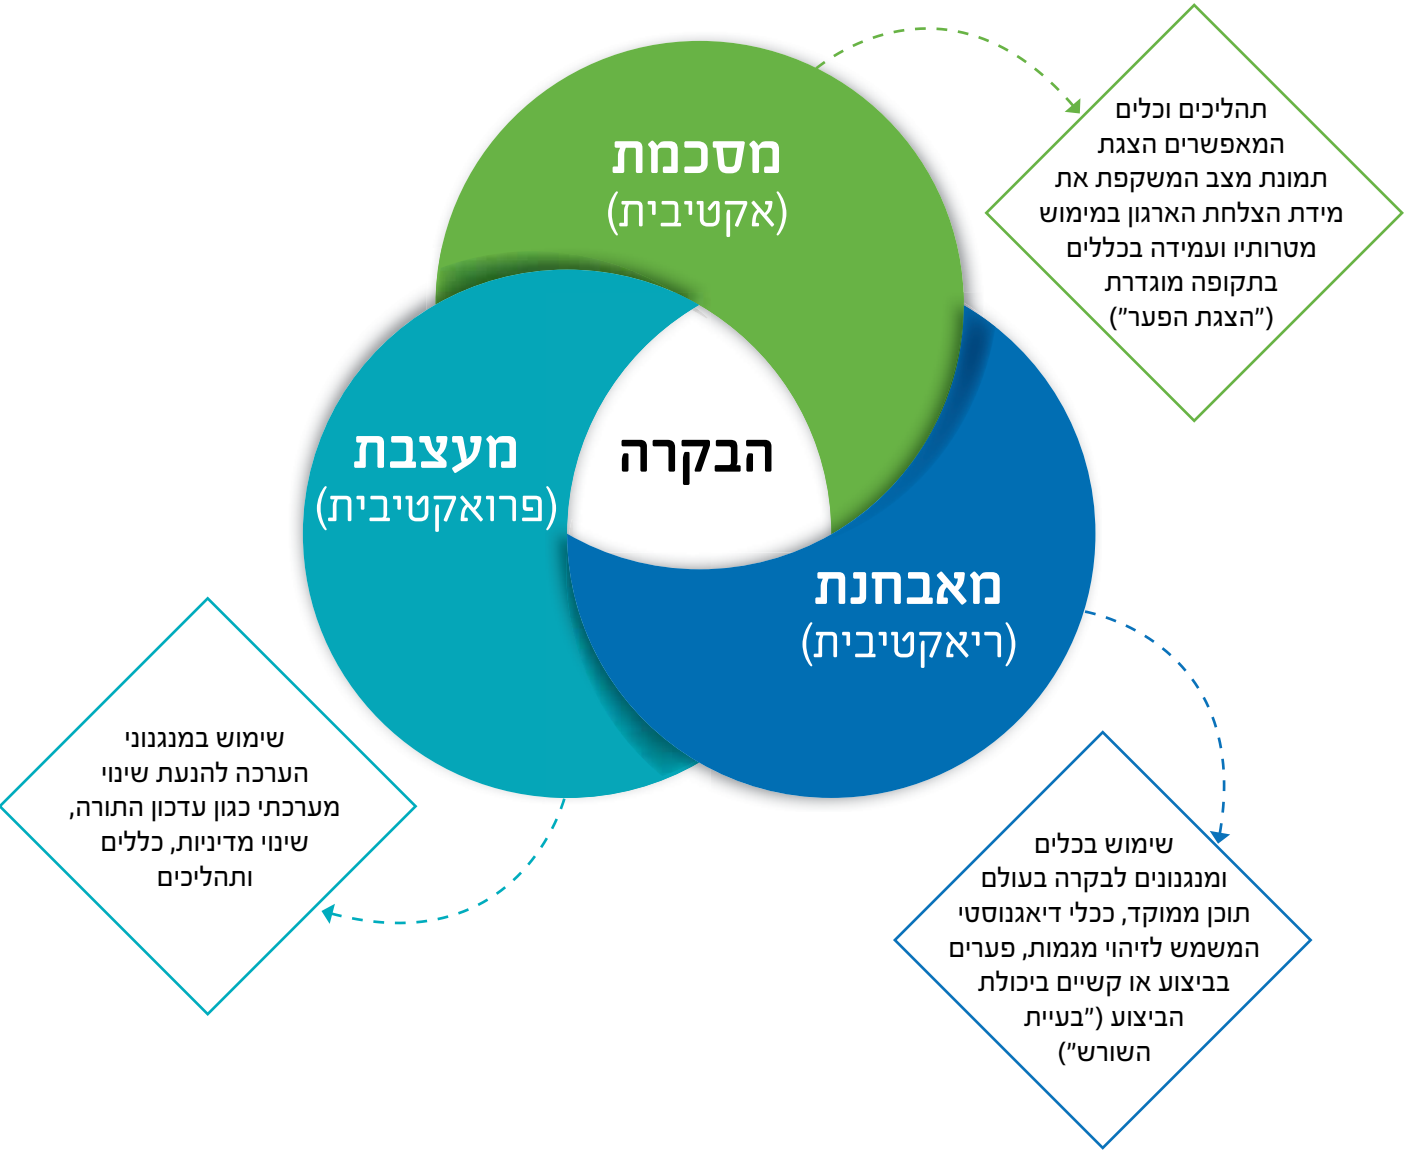 מסכמת
(אקטיבית)
תהליכים וכלים
המאפשרים הצגת
תמונת מצב המשקפת את
מידת הצלחת הארגון במימוש
מטרותיו ועמידה בכללים
בתקופה מוגדרת
("הצגת הפער")
הבקרה
מעצבת
(פרואקטיבית)
מאבחנת
(ריאקטיבית)
שימוש במנגנוני
הערכה להנעת שינוי
מערכתי כגון עדכון התורה,
שינוי מדיניות, כללים
ותהליכים
שימוש בכלים
ומנגנונים לבקרה בעולם
תוכן ממוקד, ככלי דיאגנוסטי
המשמש לזיהוי מגמות, פערים
בביצוע או קשיים ביכולת
הביצוע ("בעיית
השורש")